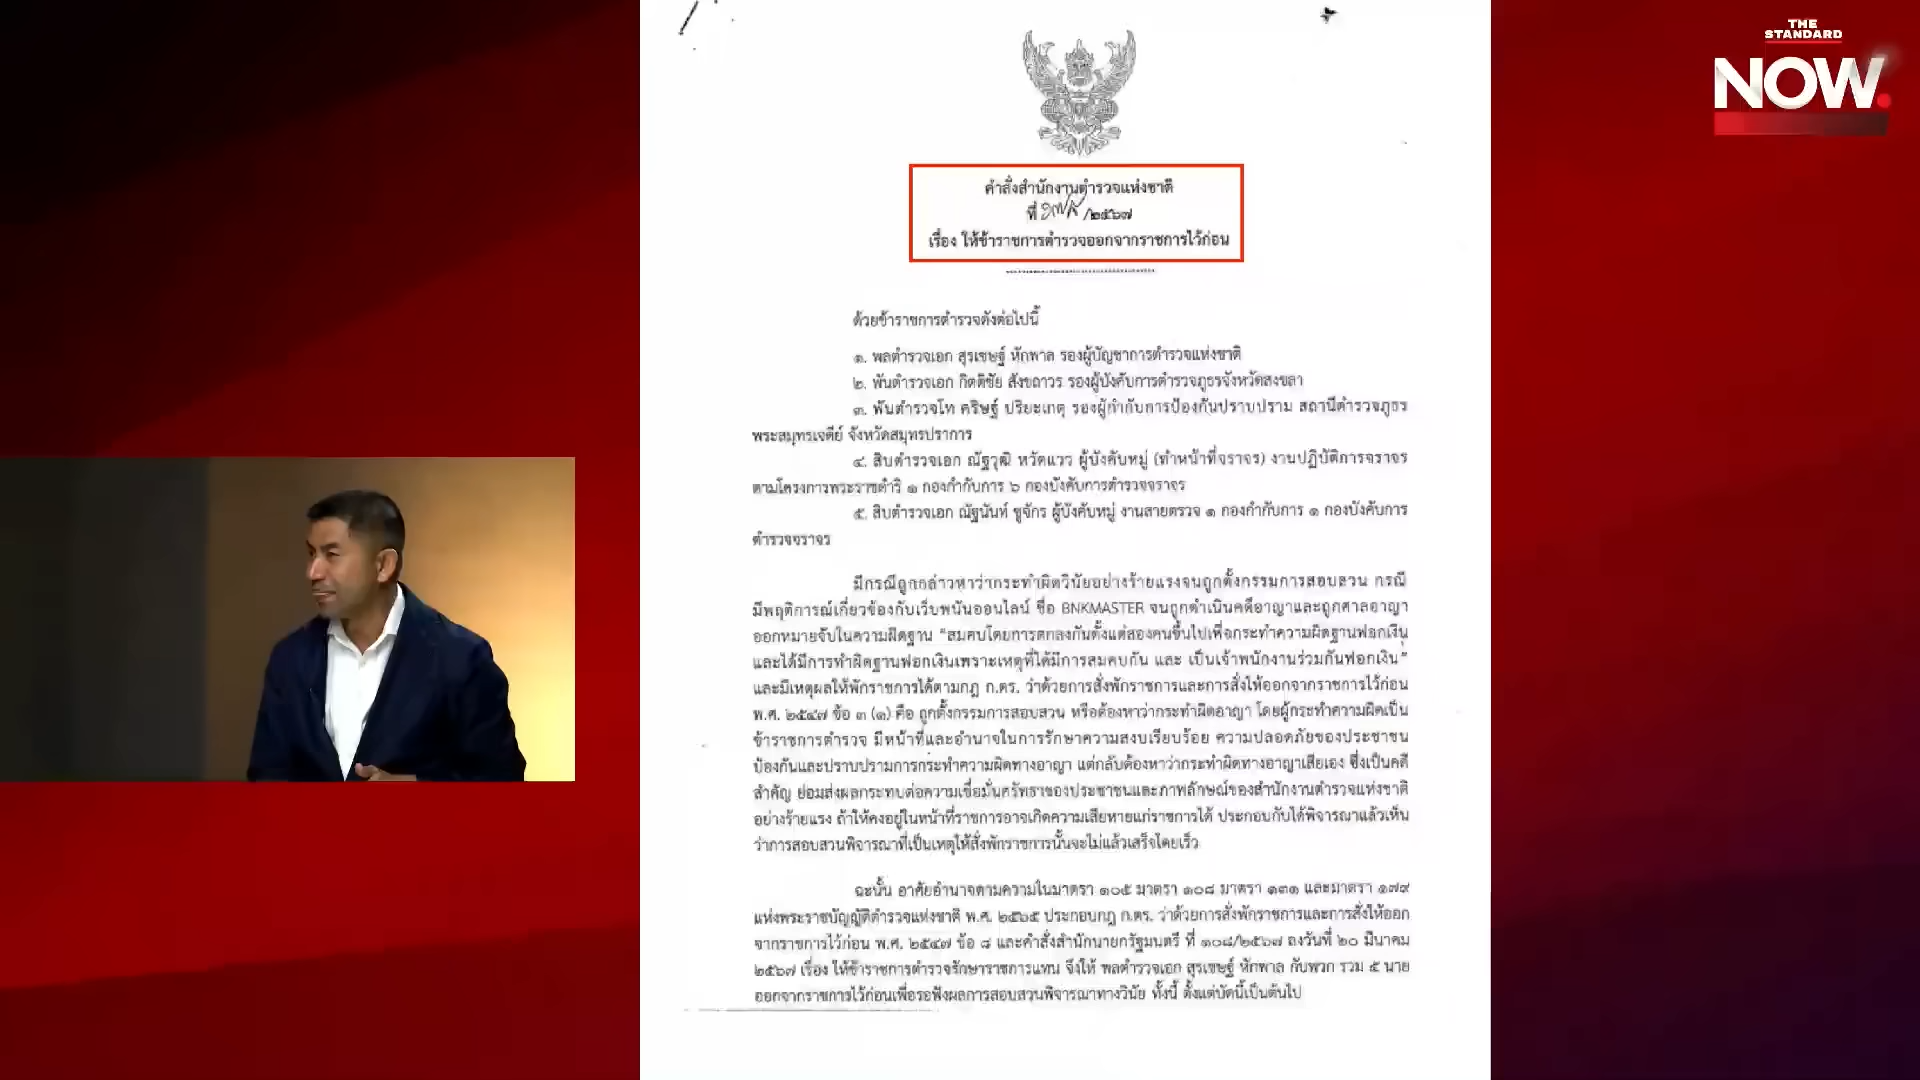 THE
STANDARD
NOW.
คำสั่งสำนักงานตำรวจแห่งชาติ
ที่ ๑๗๘/๒๕๖๗
เรื่อง ให้ข้าราชการตำรวจออกจากราชการไว้ก่อน
ด้วยข้าราชการตำรวจดังต่อไปนี้
๑. พลตำรวจเอก สุรเชษฐ์ หักพาล รองผู้บัญชาการตำรวจแห่งชาติ
๒. พันตำรวจเอก กิตติชัย สังขถาวร รองผู้บังคับการตำรวจภูธรจังหวัดสงขลา
๓. พันตำรวจโท คริษฐ์ ปริยะเกตุ รองผู้กำกับการป้องกันปราบปราม สถานีตำรวจภูธร
พระสมุทรเจดีย์ จังหวัดสมุทรปราการ
๔. สิบตำรวจเอก ณัฐวุฒิ หวัดแวว ผู้บังคับหมู่ (ทำหน้าที่จราจร) งานปฏิบัติการจราจร
ตามโครงการพระราชดำริ ๑ กองกำกับการ ๖ กองบังคับการตำรวจจราจร
๕. สิบตำรวจเอก ณัฐนันท์ ชูจักร ผู้บังคับหมู่ งานสายตรวจ ๑ กองกำกับการ ๑ กองบังคับการ
ตำรวจจราจร
มีกรณีถูกกล่าวหาว่ากระทำผิดวินัยอย่างร้ายแรงจนถูกตั้งกรรมการสอบสวน กรณี
มีพฤติการณ์เกี่ยวข้องกับเว็บพนันออนไลน์ ชื่อ BNKMASTER จนถูกดำเนินคดีอาญาและถูกศาลอาญา
ออกหมายจับในความผิดฐาน "สมคบโดยการตกลงกันตั้งแต่สองคนขึ้นไปเพื่อกระทำความผิดฐานฟอกเงิน
และได้มีการทำผิดฐานฟอกเงินเพราะเหตุที่ได้มีการสมคบกัน และ เป็นเจ้าพนักงานร่วมกันฟอกเงิน"
และมีเหตุผลให้พักราชการได้ตามกฎ ก.ตร. ว่าด้วยการสั่งพักราชการและการสั่งให้ออกจากราชการไว้ก่อน
พ.ศ. ๒๕๔๗ ข้อ ๓ (๑) คือ ถูกตั้งกรรมการสอบสวน หรือต้องหาว่ากระทำผิดอาญา โดยผู้กระทำความผิดเป็น
ข้าราชการตำรวจ มีหน้าที่และอำนาจในการรักษาความสงบเรียบร้อย ความปลอดภัยของประชาชน
ป้องกันและปราบปรามการกระทำความผิดทางอาญา แต่กลับต้องหาว่ากระทำผิดทางอาญาเสียเอง ซึ่งเป็นคดี
สำคัญ ย่อมส่งผลกระทบต่อความเชื่อมั่นศรัทธาของประชาชนและภาพลักษณ์ของสำนักงานตำรวจแห่งชาติ
อย่างร้ายแรง ถ้าให้คงอยู่ในหน้าที่ราชการอาจเกิดความเสียหายแก่ราชการได้ ประกอบกับได้พิจารณาแล้วเห็น
ว่าการสอบสวนพิจารณาที่เป็นเหตุให้สั่งพักราชการนั้นจะไม่แล้วเสร็จโดยเร็ว
ฉะนั้น อาศัยอำนาจตามความในมาตรา ๑๐๕ มาตรา ๑๐๘ มาตรา ๑๓๑ และมาตรา ๑๗๙
แห่งพระราชบัญญัติตำรวจแห่งชาติ พ.ศ. ๒๕๖๕ ประกอบกฎ ก.ตร. ว่าด้วยการสั่งพักราชการและการสั่งให้ออก
จากราชการไว้ก่อน พ.ศ. ๒๕๔๗ ข้อ ๘ และคำสั่งสำนักนายกรัฐมนตรี ที่ ๑๐๘/๒๕๖๗ ลงวันที่ ๒๐ มีนาคม
๒๕๖๗ เรื่อง ให้ข้าราชการตำรวจรักษาราชการแทน จึงให้ พลตำรวจเอก สุรเชษฐ์ หักพาล กับพวก รวม ๕ นาย
ออกจากราชการไว้ก่อนเพื่อรอฟังผลการสอบสวนพิจารณาทางวินัย ทั้งนี้ ตั้งแต่บัดนี้เป็นต้นไป